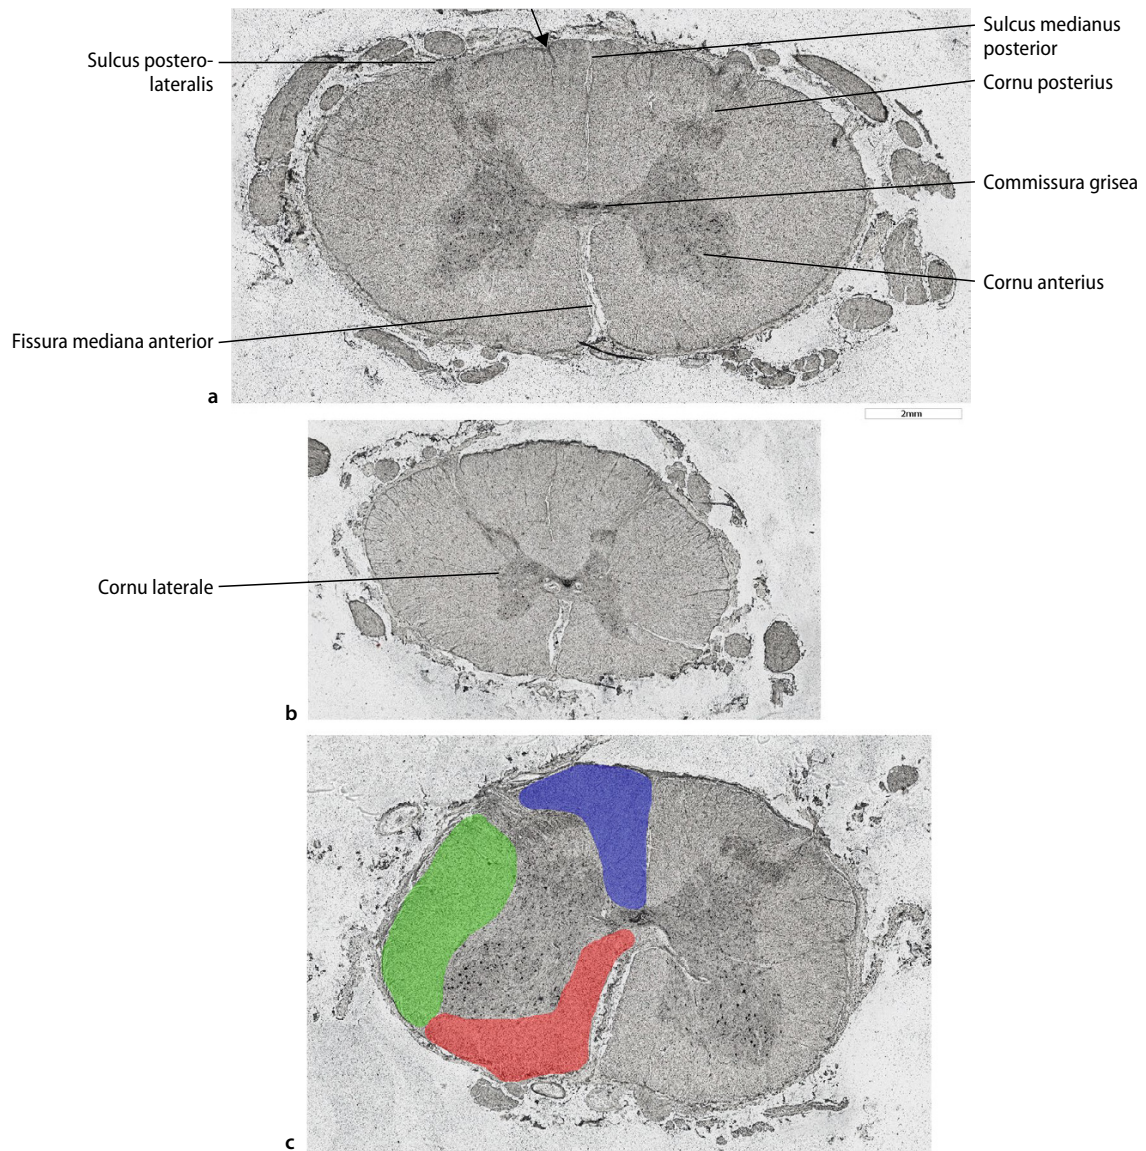 Sulcus postero-
lateralis
Sulcus medianus
posterior
Cornu posterius
Commissura grisea
Cornu anterius
Fissura mediana anterior
a
2mm
Cornu laterale
b
c